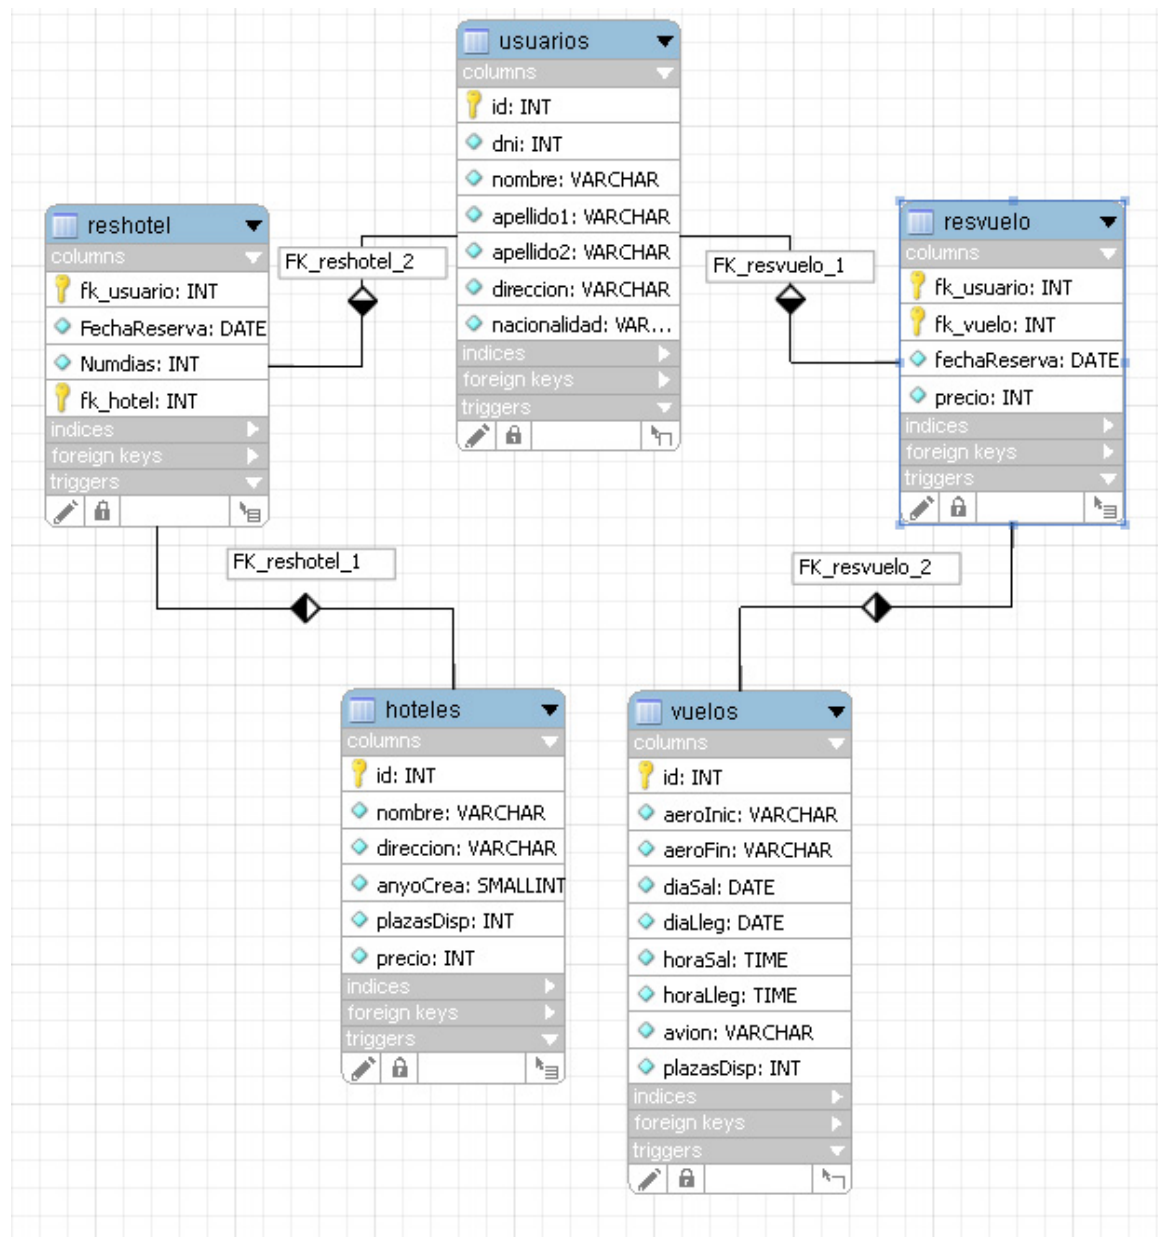 usuarios
columns
id: INT
dni: INT
nombre: VARCHAR
apellido1: VARCHAR
apellido2: VARCHAR
direccion: VARCHAR
nacionalidad: VAR...
indices
foreign keys
triggers
reshotel
columns
fk_usuario: INT
FechaReserva: DATE
Numdias: INT
fk_hotel: INT
indices
foreign keys
triggers
FK_reshotel_2
FK_resvuelo_1
resvuelo
columns
fk_usuario: INT
fk_vuelo: INT
fechaReserva: DATE
precio: INT
indices
foreign keys
triggers
FK_reshotel_1
FK_resvuelo_2
hoteles
columns
id: INT
nombre: VARCHAR
direccion: VARCHAR
anyoCrea: SMALLINT
plazasDisp: INT
precio: INT
indices
foreign keys
triggers
vuelos
columns
id: INT
aeroInic: VARCHAR
aeroFin: VARCHAR
diaSal: DATE
diaLleg: DATE
horaSal: TIME
horaLleg: TIME
avion: VARCHAR
plazasDisp: INT
indices
foreign keys
triggers